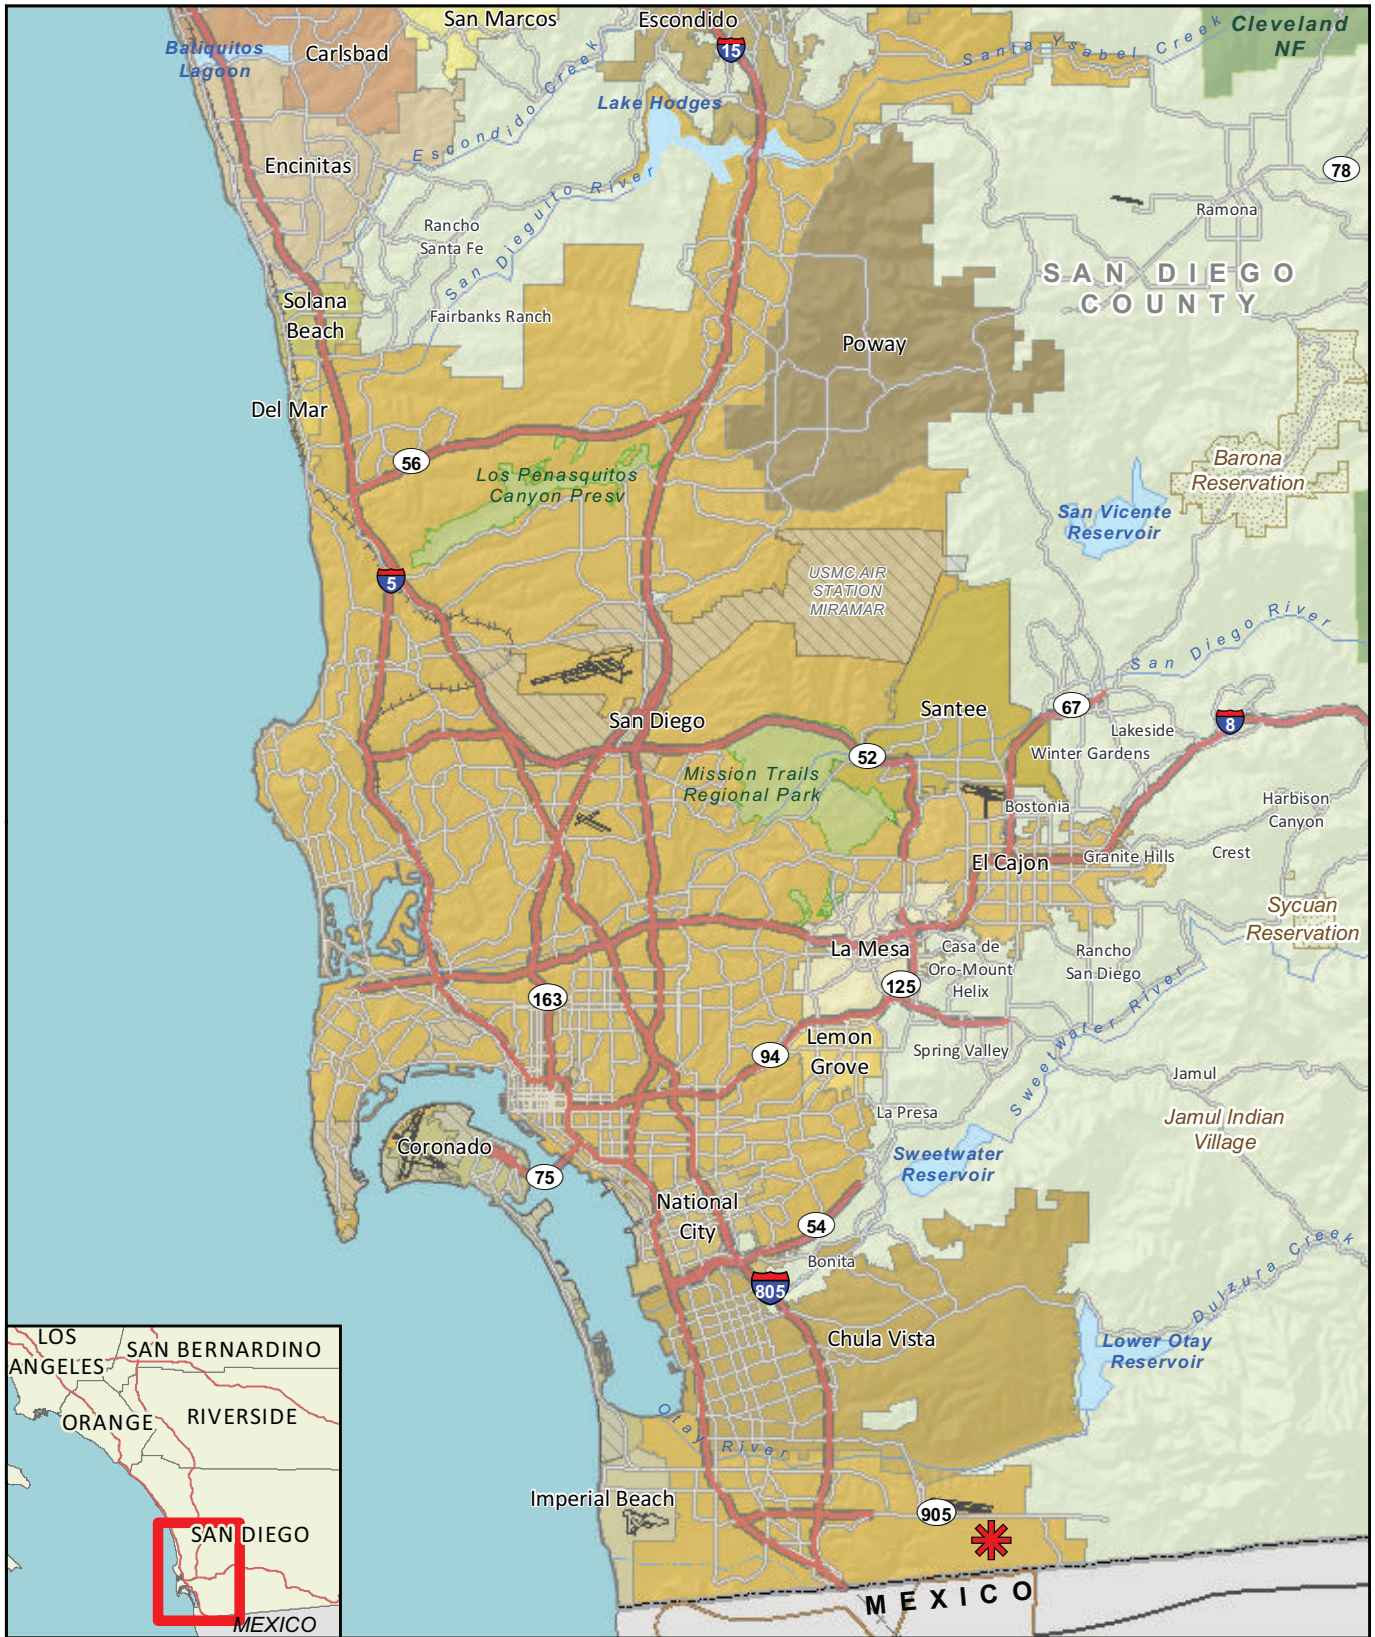 San Marcos
Escondido
15
Cleveland
NF
Batiquitos
Lagoon
Carlsbad
Escondido Creek
Santa Ysabel Creek
Lake Hodges
Encinitas
San Dieguito River
78
Ramona
Rancho
Santa Fe
SAN DIEGO
COUNTY
Solana
Beach
Fairbanks Ranch
Poway
Del Mar
56
Los Penasquitos
Canyon Presv
Barona
Reservation
San Vicente
Reservoir
5
USMC AIR
STATION
MIRAMAR
San Diego River
San Diego
Santee
67
8
Lakeside
Winter Gardens
52
Mission Trails
Regional Park
Bostonia
Harbison
Canyon
El Cajon
Granite Hills
Crest
Sycuan
Reservation
La Mesa
Casa de
Oro-Mount
Helix
Rancho
San Diego
125
163
Sweetwater River
Lemon
Grove
94
Spring Valley
Jamul
La Presa
Jamul Indian
Village
Coronado
75
Sweetwater
Reservoir
National
City
54
Bonita
805
Dulzura Creek
Chula Vista
Lower Otay
Reservoir
Otay River
Imperial Beach
905
MEXICO
LOS
ANGELES
SAN BERNARDINO
ORANGE
RIVERSIDE
SAN DIEGO
MEXICO